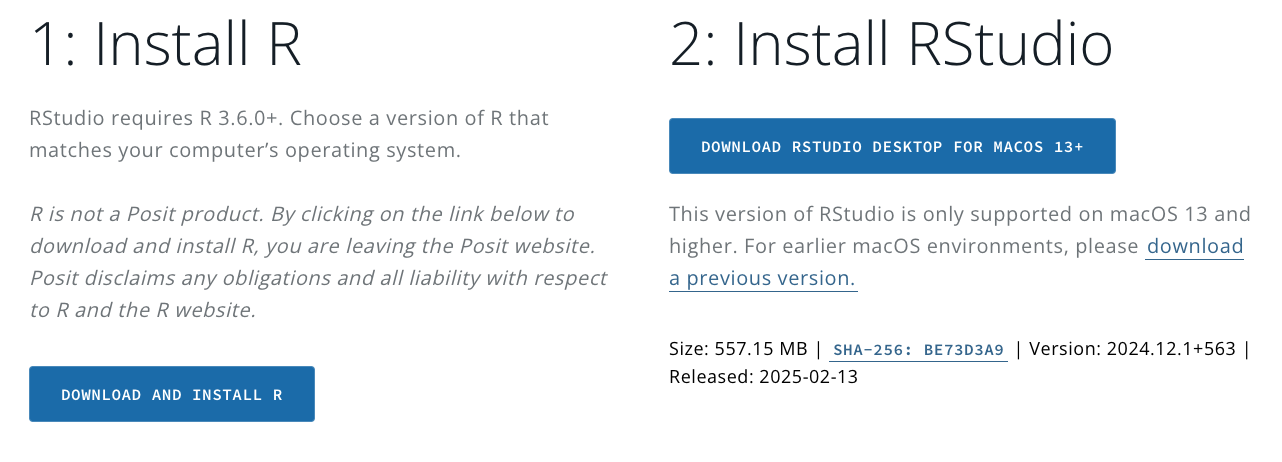 1: Install R
RStudio requires R 3.6.0+. Choose a version of R that
matches your computer’s operating system.
R is not a Posit product. By clicking on the link below to
download and install R, you are leaving the Posit website.
Posit disclaims any obligations and all liability with respect
to R and the R website.
DOWNLOAD AND INSTALL R
2: Install RStudio
DOWNLOAD RSTUDIO DESKTOP FOR MACOS 13+
This version of RStudio is only supported on macOS 13 and
higher. For earlier macOS environments, please download
a previous version.
Size: 557.15 MB | SHA-256: BE73D3A9 | Version: 2024.12.1+563 |
Released: 2025-02-13